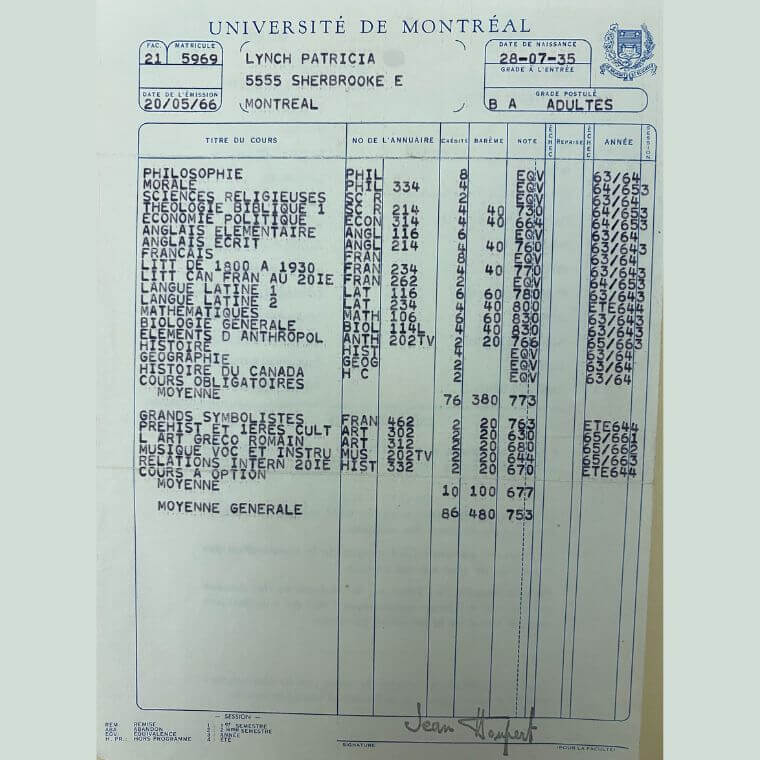 UNIVERSITÉ DE MONTRÉAL
FAC. MATRICULE
21 5969 LYNCH PATRICIA
DATE DE NAISSANCE
28-07-35
5555 SHERBROOKE E
GRADE À L'ENTRÉE
DATE DE L'ÉMISSION
20/05/66 MONTREAL
GRADE POSTULÉ
B A ADULTES
TITRE DU COURS NO DE L'ANNUAIRE CRÉDITS BARÈME NOTE ÉCHEC REPRISE ÉCHEC ANNÉE SESSION
PHILOSOPHIE PHIL 8 EQV 63/64
MORALE PHIL 334 4 EQV 64/653
SCIENCES RELIGIEUSES SC R 2 EQV 63/64
THEOLOGIE BIBLIQUE 1 SC R 214 4 40 730 64/653
ECONOMIE POLITIQUE ECON 314 4 40 664 64/653
ANGLAIS ELEMENTAIRE ANGL 116 6 EQV 63/64
ANGLAIS ECRIT ANGL 214 4 40 760 63/643
FRANCAIS FRAN 8 EQV 63/64
LITT DE 1800 A 1930 FRAN 234 4 40 770 63/643
LITT CAN FRAN AU 20IE FRAN 262 2 EQV 64/653
LANGUE LATINE 1 LAT 116 6 60 780 63/643
LANGUE LATINE 2 LAT 234 4 40 800 ETE644
MATHEMATIQUES MATH 106 6 60 830 63/643
BIOLOGIE GENERALE BIOL 114L 4 40 830 63/643
ELEMENTS D ANTHROPOL ANTH 202TV 2 20 766 65/663
HISTOIRE HIST 4 EQV 63/64
GEOGRAPHIE GEOG 2 EQV 63/64
HISTOIRE DU CANADA H C 2 EQV 63/64
COURS OBLIGATOIRES
MOYENNE 76 380 773
GRANDS SYMBOLISTES FRAN 462 2 20 763 ETE644
PREHIST ET IERES CULT ART 302 2 20 630 65/661
L ART GRECO ROMAIN ART 312 2 20 680 65/662
MUSIQUE VOC ET INSTRU MUS 202TV 2 20 644 65/663
RELATIONS INTERN 20IE HIST 332 2 20 670 ETE644
COURS A OPTION
MOYENNE 10 100 677
MOYENNE GENERALE 86 480 753
— SESSION —
REM. REMISE 1 : 1er SEMESTRE
ABA. ABANDON 2 : 2ième SEMESTRE
EQV. ÉQUIVALENCE 3 : ANNÉE
H. PR.: HORS PROGRAMME 4 : ÉTÉ
Jean Houpert
SIGNATURE (POUR LA FACULTÉ)